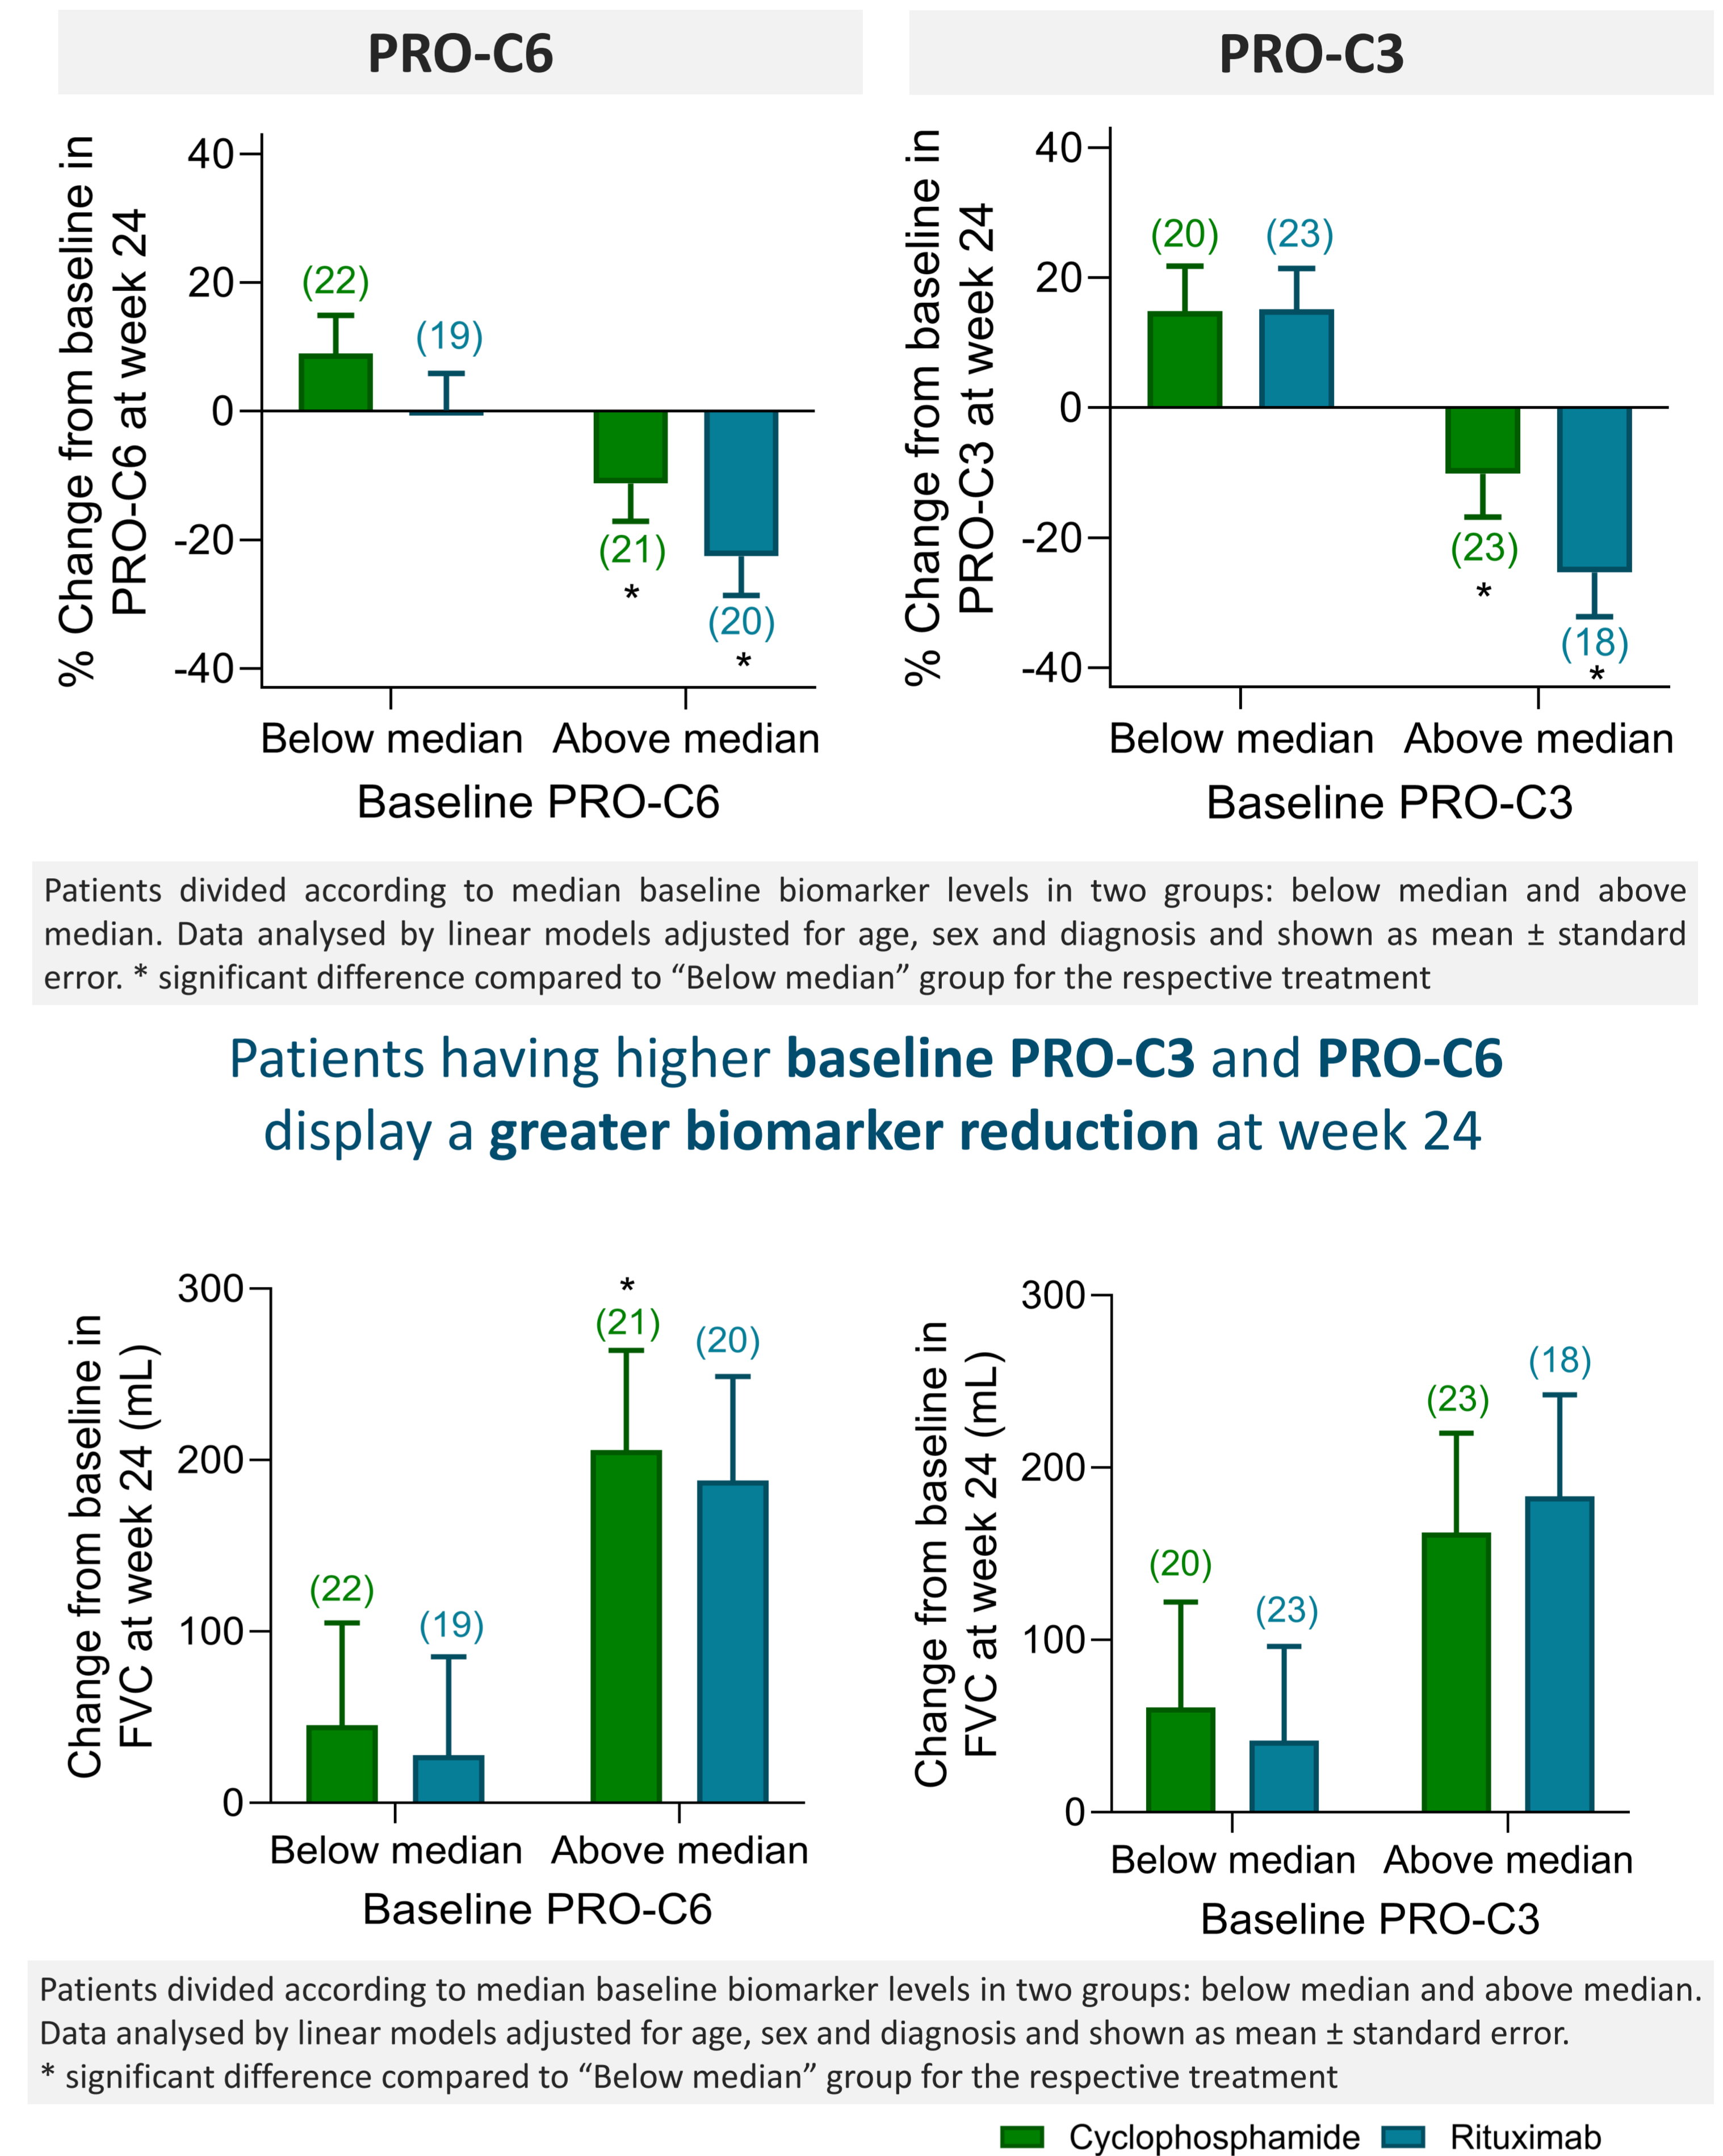 PRO-C6
% Change from baseline in
PRO-C6 at week 24
40
20
0
-20
-40
(22)
(19)
(21)
*
(20)
*
Below median
Above median
Baseline PRO-C6
PRO-C3
% Change from baseline in
PRO-C3 at week 24
40
20
0
-20
-40
(20)
(23)
(23)
*
(18)
*
Below median
Above median
Baseline PRO-C3
Patients divided according to median baseline biomarker levels in two groups: below median and above
median. Data analysed by linear models adjusted for age, sex and diagnosis and shown as mean ± standard
error. * significant difference compared to “Below median” group for the respective treatment
Patients having higher baseline PRO-C3 and PRO-C6
display a greater biomarker reduction at week 24
Change from baseline in
FVC at week 24 (mL)
300
200
100
0
(22)
(19)
*
(21)
(20)
Below median
Above median
Baseline PRO-C6
Change from baseline in
FVC at week 24 (mL)
300
200
100
0
(20)
(23)
(23)
(18)
Below median
Above median
Baseline PRO-C3
Patients divided according to median baseline biomarker levels in two groups: below median and above median.
Data analysed by linear models adjusted for age, sex and diagnosis and shown as mean ± standard error.
* significant difference compared to “Below median” group for the respective treatment
Cyclophosphamide
Rituximab